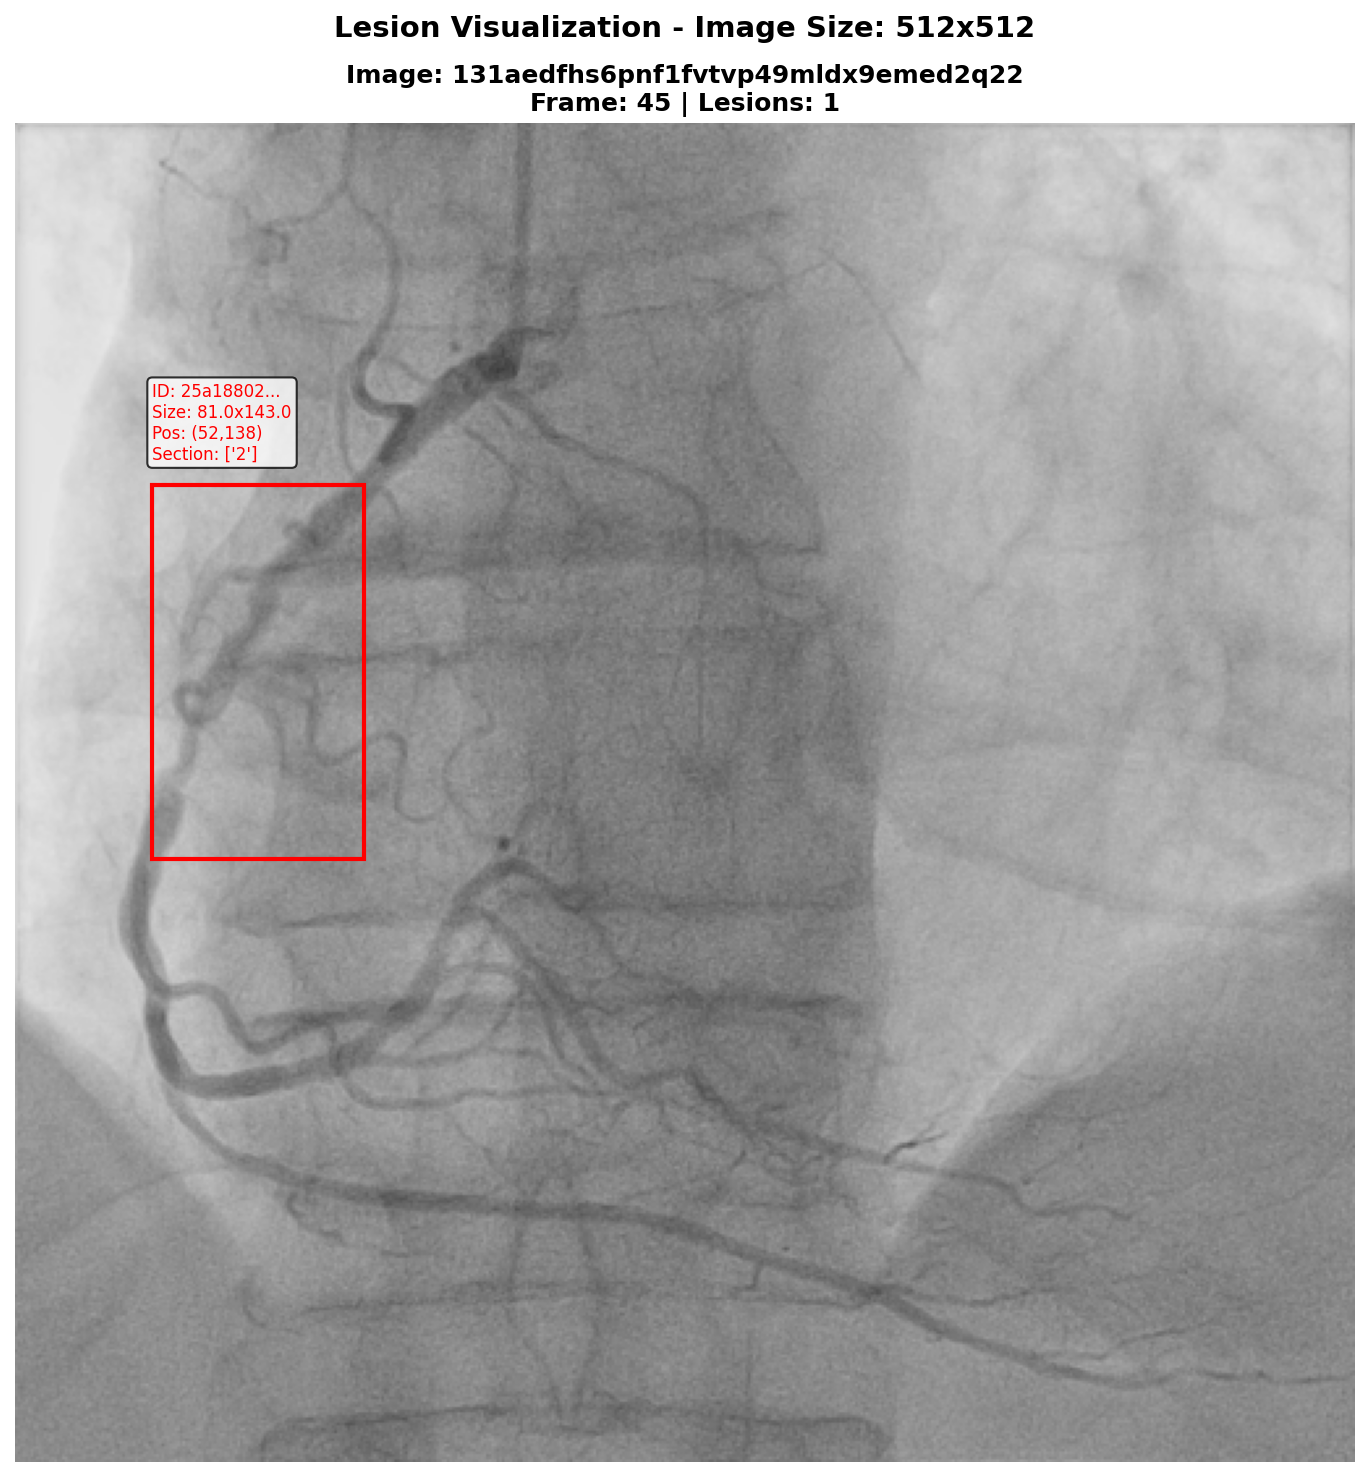 Lesion Visualization - Image Size: 512x512
Image: 131aedfhs6pnf1fvtvp49mldx9emed2q22
Frame: 45 | Lesions: 1
ID: 25a18802...
Size: 81.0x143.0
Pos: (52,138)
Section: ['2']